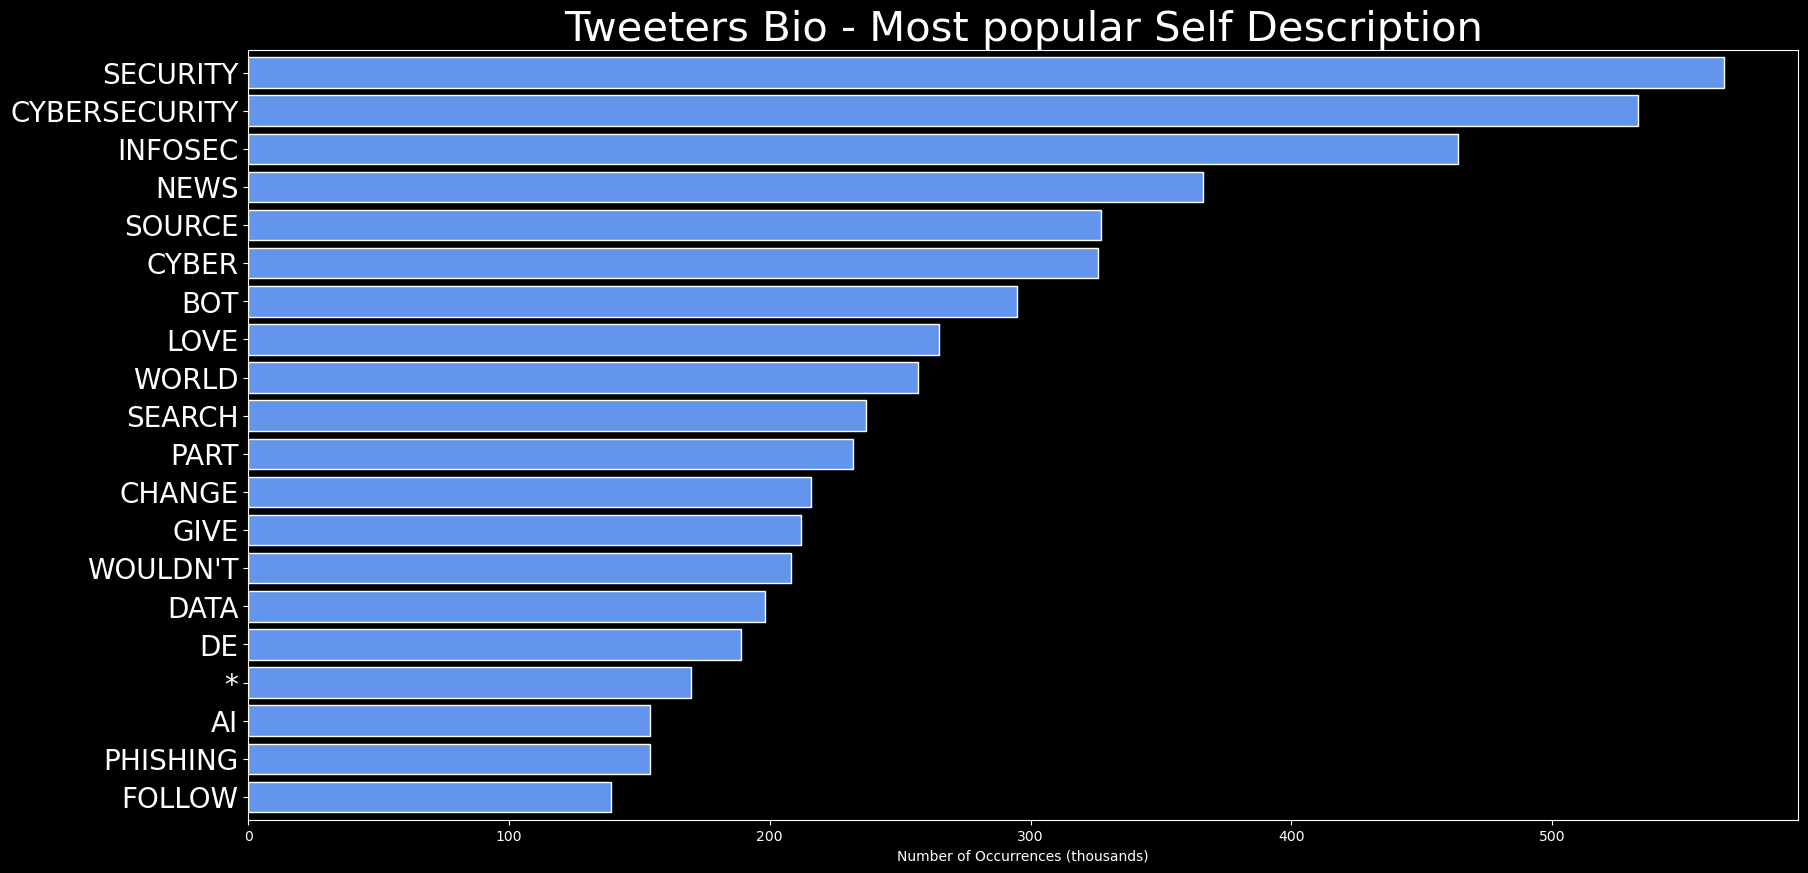 Tweeters Bio - Most popular Self Description
SECURITY
CYBERSECURITY
INFOSEC
NEWS
SOURCE
CYBER
BOT
LOVE
WORLD
SEARCH
PART
CHANGE
GIVE
WOULDN'T
DATA
DE
*
AI
PHISHING
FOLLOW
0 100 200 300 400 500
Number of Occurrences (thousands)